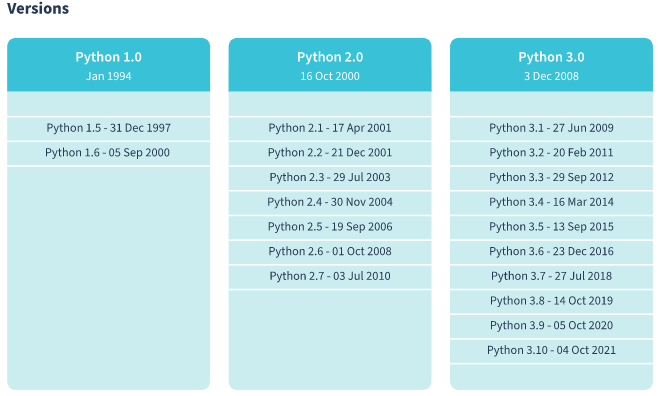 Versions
Python 1.0
Jan 1994
Python 1.5 - 31 Dec 1997
Python 1.6 - 05 Sep 2000
Python 2.0
16 Oct 2000
Python 2.1 - 17 Apr 2001
Python 2.2 - 21 Dec 2001
Python 2.3 - 29 Jul 2003
Python 2.4 - 30 Nov 2004
Python 2.5 - 19 Sep 2006
Python 2.6 - 01 Oct 2008
Python 2.7 - 03 Jul 2010
Python 3.0
3 Dec 2008
Python 3.1 - 27 Jun 2009
Python 3.2 - 20 Feb 2011
Python 3.3 - 29 Sep 2012
Python 3.4 - 16 Mar 2014
Python 3.5 - 13 Sep 2015
Python 3.6 - 23 Dec 2016
Python 3.7 - 27 Jul 2018
Python 3.8 - 14 Oct 2019
Python 3.9 - 05 Oct 2020
Python 3.10 - 04 Oct 2021